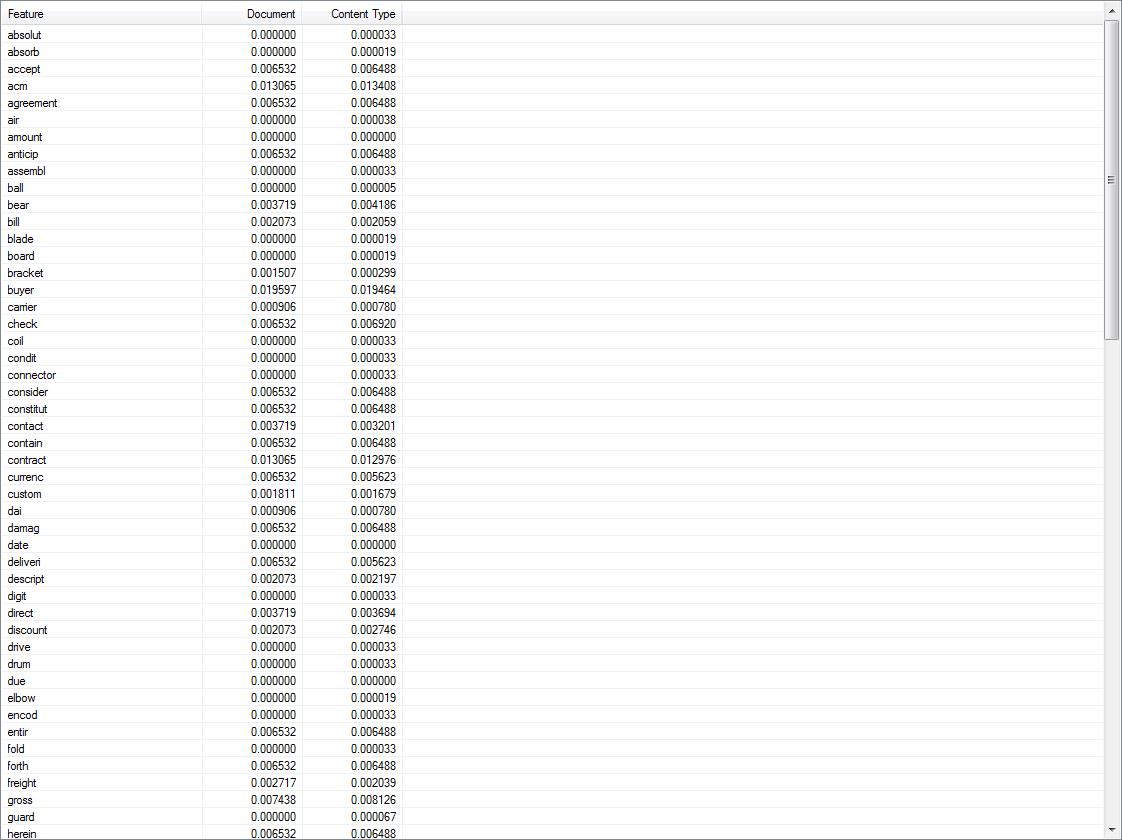 Feature Document Content Type
absolut 0.000000 0.000033
absorb 0.000000 0.000019
accept 0.006532 0.006488
acm 0.013065 0.013408
agreement 0.006532 0.006488
air 0.000000 0.000038
amount 0.000000 0.000000
anticip 0.006532 0.006488
assembl 0.000000 0.000033
ball 0.000000 0.000005
bear 0.003719 0.004186
bill 0.002073 0.002059
blade 0.000000 0.000019
board 0.000000 0.000019
bracket 0.001507 0.000299
buyer 0.019597 0.019464
carrier 0.000906 0.000780
check 0.006532 0.006920
coil 0.000000 0.000033
condit 0.000000 0.000033
connector 0.000000 0.000033
consider 0.006532 0.006488
constitut 0.006532 0.006488
contact 0.003719 0.003201
contain 0.006532 0.006488
contract 0.013065 0.012976
currenc 0.006532 0.005623
custom 0.001811 0.001679
dai 0.000906 0.000780
damag 0.006532 0.006488
date 0.000000 0.000000
deliveri 0.006532 0.005623
descript 0.002073 0.002197
digit 0.000000 0.000033
direct 0.003719 0.003694
discount 0.002073 0.002746
drive 0.000000 0.000033
drum 0.000000 0.000033
due 0.000000 0.000000
elbow 0.000000 0.000019
encod 0.000000 0.000033
entir 0.006532 0.006488
fold 0.000000 0.000033
forth 0.006532 0.006488
freight 0.002717 0.002039
gross 0.007438 0.008126
guard 0.000000 0.000067
herein 0.006532 0.006488